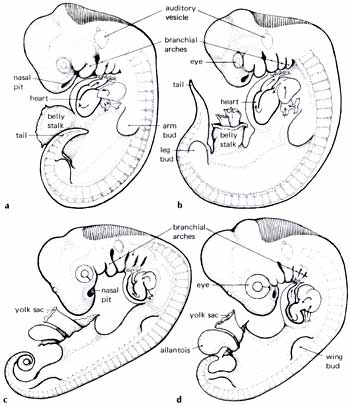 auditory
vesicle
branchial
arches
nasal
pit
eye
heart
belly
stalk
tail
arm
bud
a
tail
heart
belly
stalk
leg
bud
b
branchial
arches
nasal
pit
yolk sac
eye
yolk sac
allantois
wing
bud
c
d